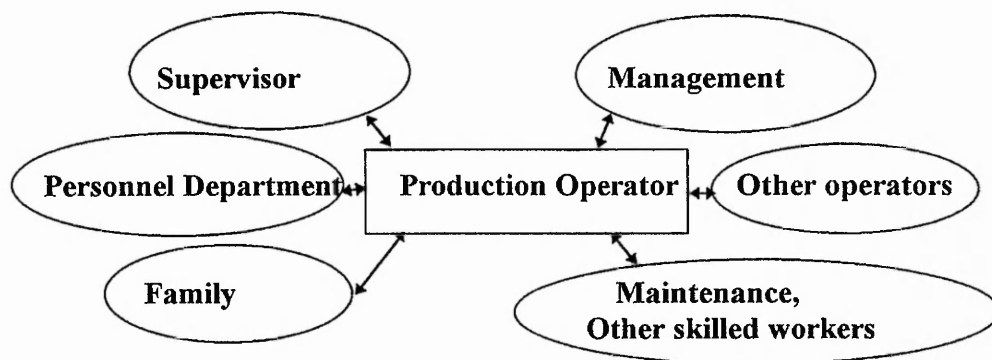 Supervisor
Management
Personnel Department
Production Operator
Other operators
Family
Maintenance,
Other skilled workers